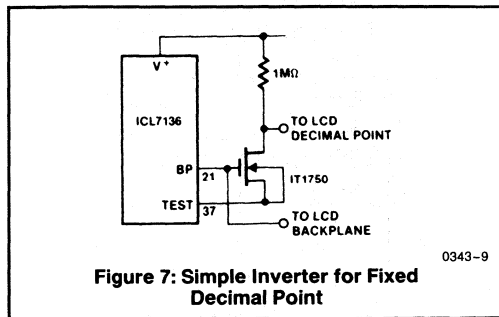 V+
1MΩ
ICL7136
TO LCD
DECIMAL POINT
BP
21
IT1750
TEST
37
TO LCD
BACKPLANE
0343-9
Figure 7: Simple Inverter for Fixed
Decimal Point